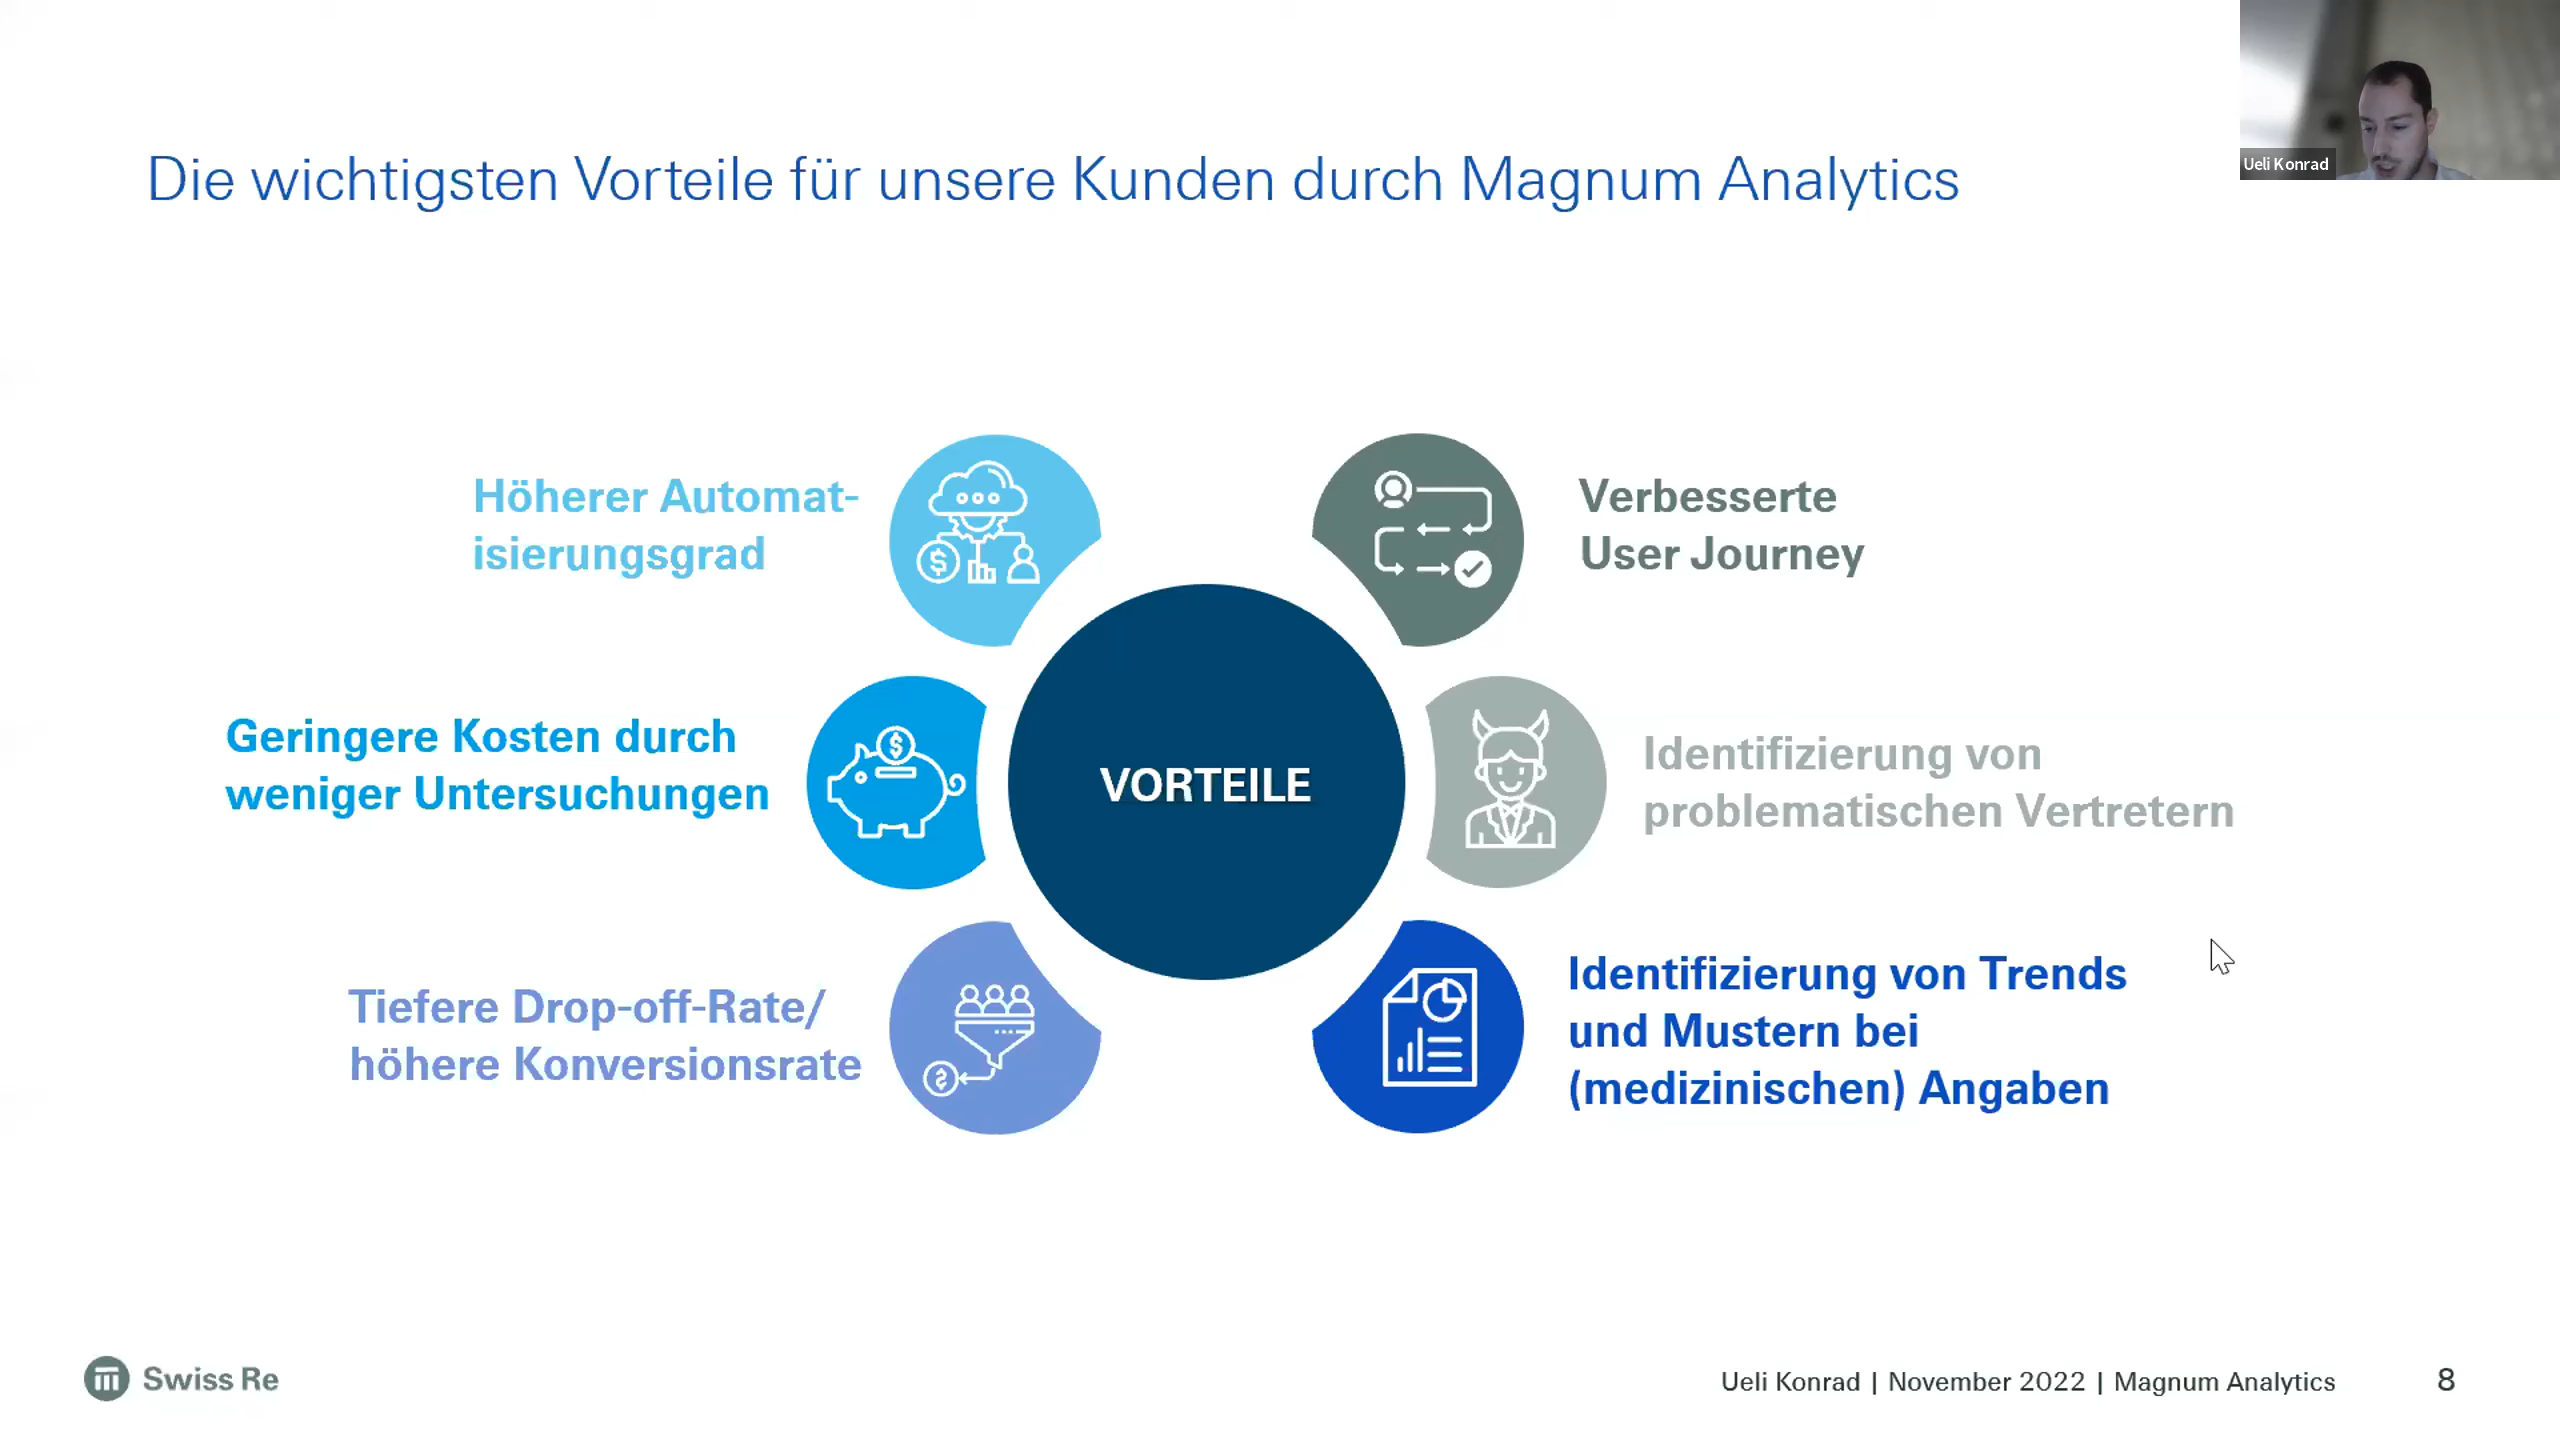 Ueli Konrad
Die wichtigsten Vorteile für unsere Kunden durch Magnum Analytics
Höherer Automat-
isierungsgrad
Geringere Kosten durch
weniger Untersuchungen
Tiefere Drop-off-Rate/
höhere Konversionsrate
VORTEILE
Verbesserte
User Journey
Identifizierung von
problematischen Vertretern
Identifizierung von Trends
und Mustern bei
(medizinischen) Angaben
Swiss Re
Ueli Konrad | November 2022 | Magnum Analytics
8